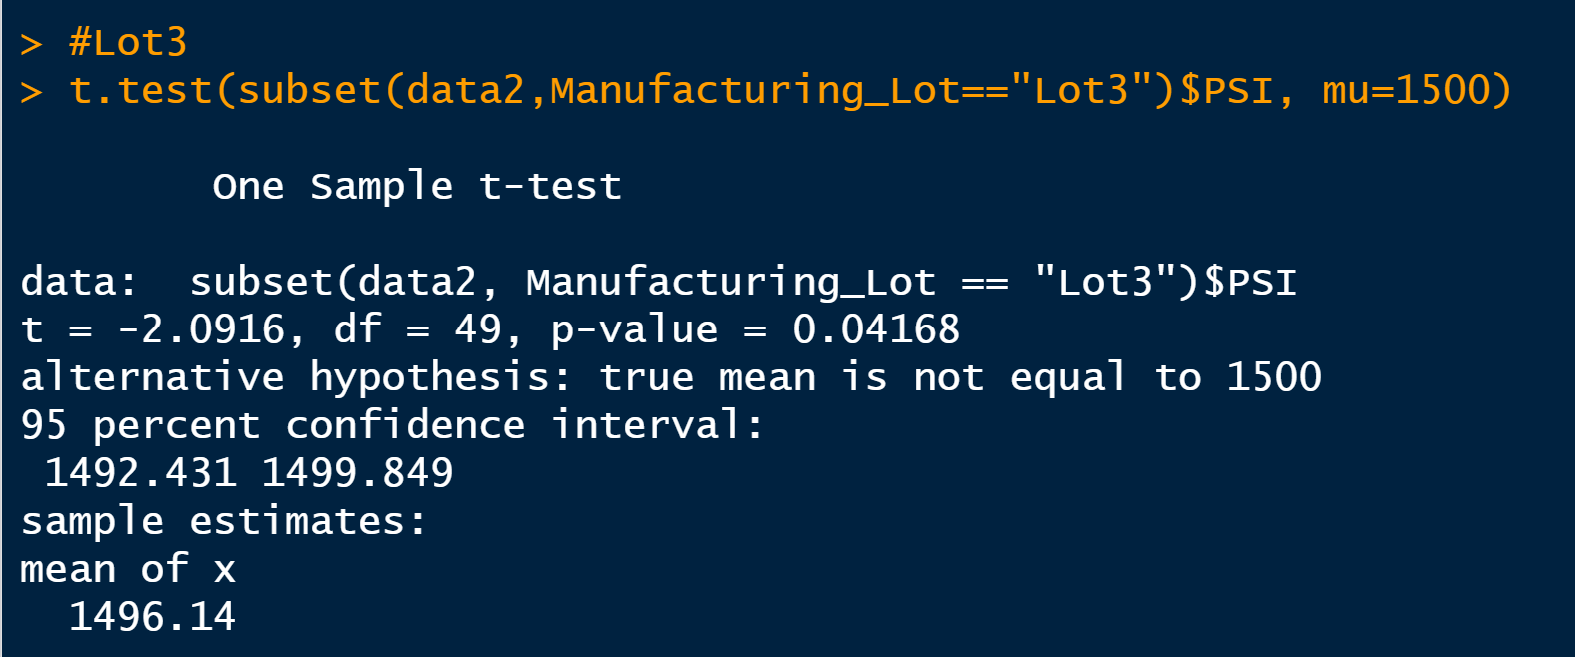 > #Lot3
> t.test(subset(data2,Manufacturing_Lot=="Lot3")$PSI, mu=1500)
One Sample t-test
data:  subset(data2, Manufacturing_Lot == "Lot3")$PSI
t = -2.0916, df = 49, p-value = 0.04168
alternative hypothesis: true mean is not equal to 1500
95 percent confidence interval:
1492.431 1499.849
sample estimates:
mean of x
1496.14